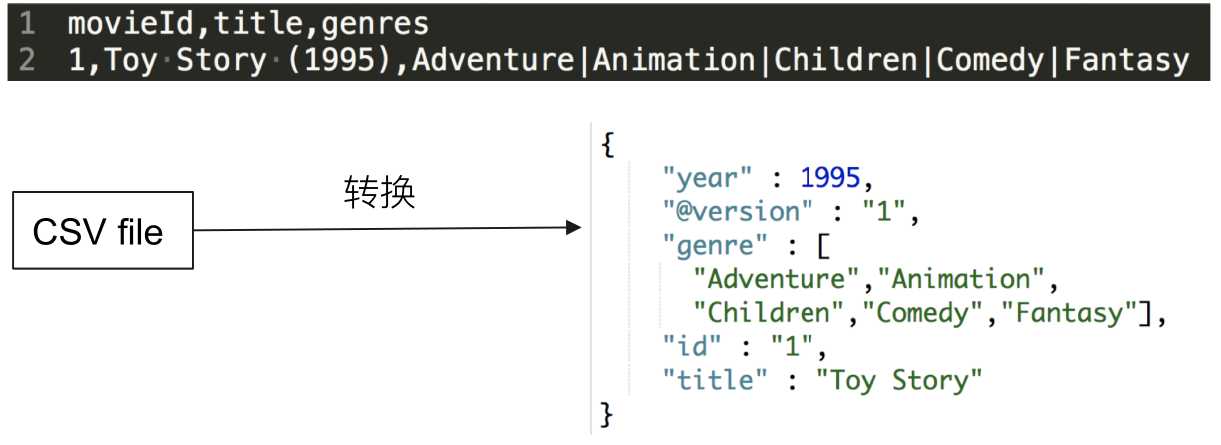 1 movieId,title,genres
2 1,Toy Story (1995),Adventure|Animation|Children|Comedy|Fantasy
CSV file
转换
{
"year" : 1995,
"@version" : "1",
"genre" : [
"Adventure","Animation",
"Children","Comedy","Fantasy"],
"id" : "1",
"title" : "Toy Story"
}